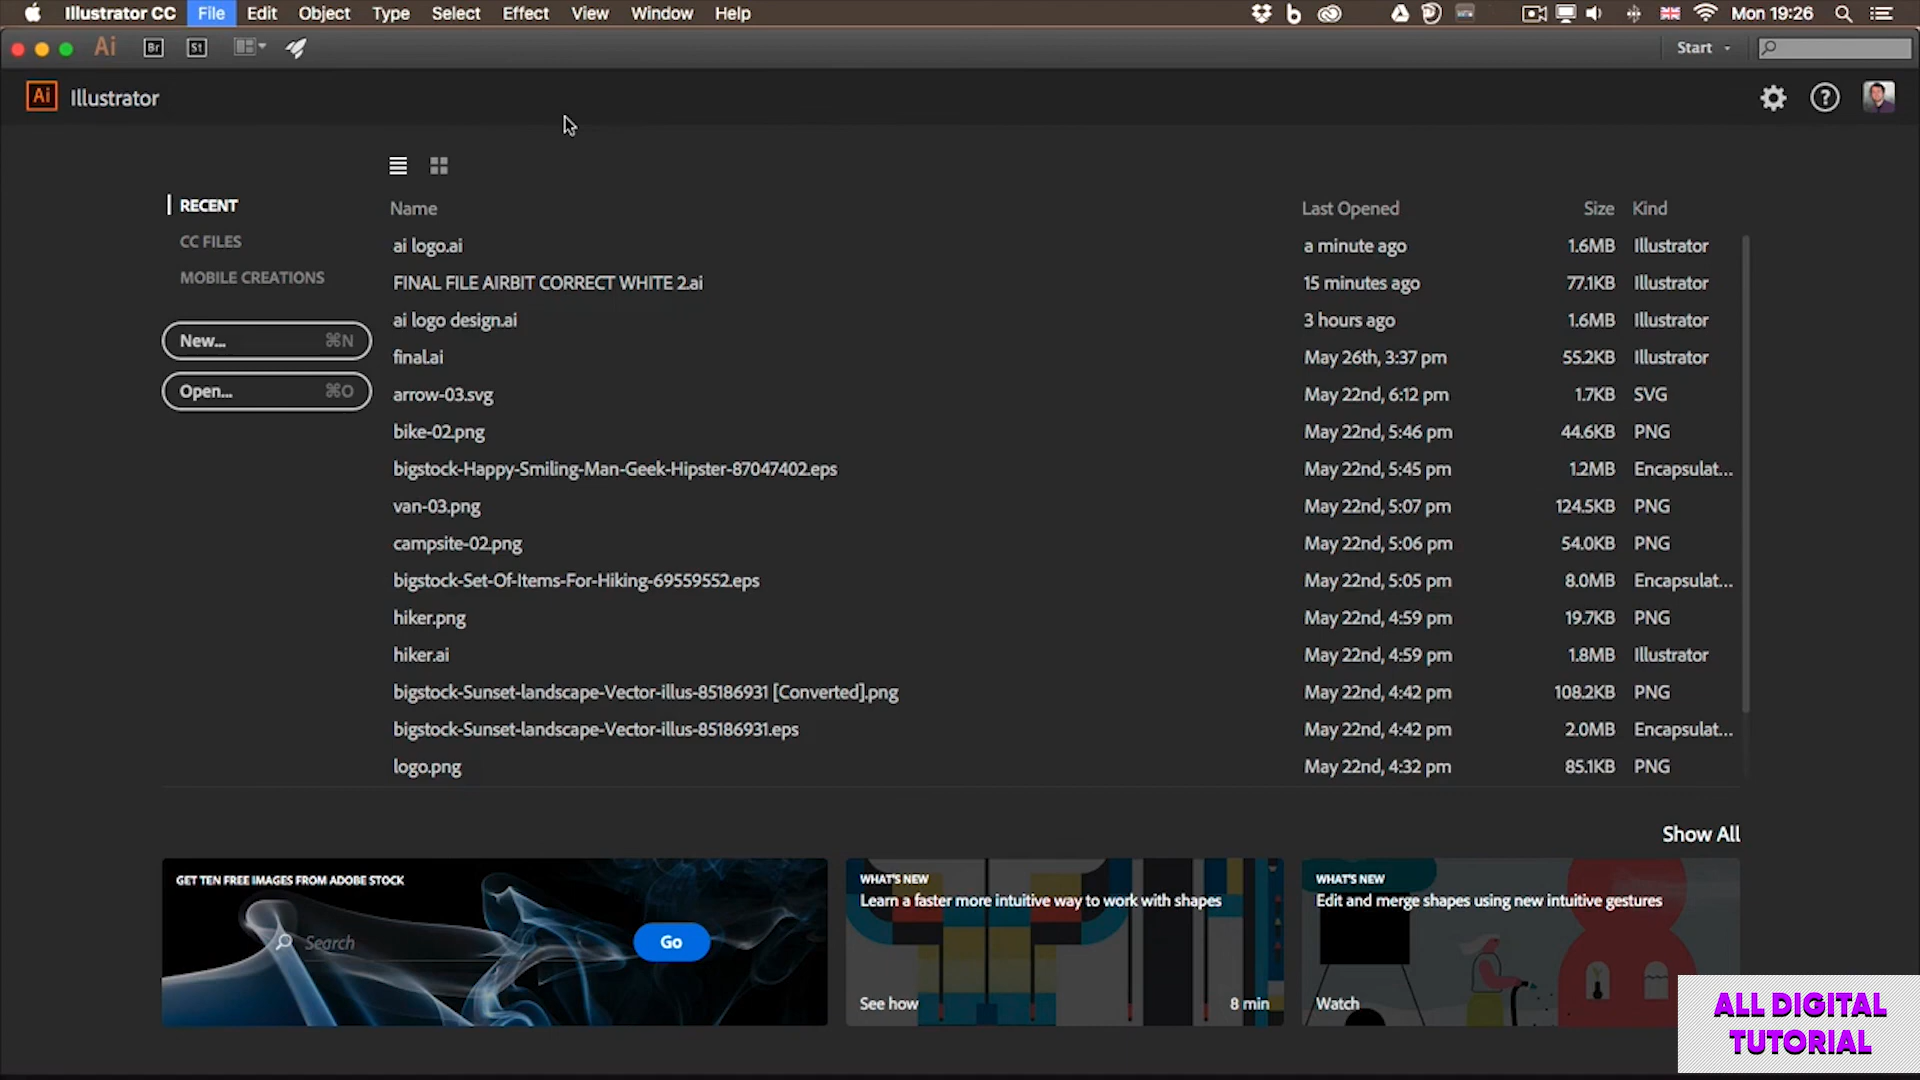 Illustrator CC File Edit Object Type Select Effect View Window Help Mon 19:26
Ai Br St Start
Ai Illustrator
RECENT
CC FILES
MOBILE CREATIONS
New... ⌘N
Open... ⌘O
Name Last Opened Size Kind
ai logo.ai a minute ago 1.6MB Illustrator
FINAL FILE AIRBIT CORRECT WHITE 2.ai 15 minutes ago 77.1KB Illustrator
ai logo design.ai 3 hours ago 1.6MB Illustrator
final.ai May 26th, 3:37 pm 55.2KB Illustrator
arrow-03.svg May 22nd, 6:12 pm 1.7KB SVG
bike-02.png May 22nd, 5:46 pm 44.6KB PNG
bigstock-Happy-Smiling-Man-Geek-Hipster-87047402.eps May 22nd, 5:45 pm 1.2MB Encapsulat...
van-03.png May 22nd, 5:07 pm 124.5KB PNG
campsite-02.png May 22nd, 5:06 pm 54.0KB PNG
bigstock-Set-Of-Items-For-Hiking-69559552.eps May 22nd, 5:05 pm 8.0MB Encapsulat...
hiker.png May 22nd, 4:59 pm 19.7KB PNG
hiker.ai May 22nd, 4:59 pm 1.8MB Illustrator
bigstock-Sunset-landscape-Vector-illus-85186931 [Converted].png May 22nd, 4:42 pm 108.2KB PNG
bigstock-Sunset-landscape-Vector-illus-85186931.eps May 22nd, 4:42 pm 2.0MB Encapsulat...
logo.png May 22nd, 4:32 pm 85.1KB PNG
Show All
GET TEN FREE IMAGES FROM ADOBE STOCK
Search
Go
WHAT'S NEW
Learn a faster more intuitive way to work with shapes
See how 8 min
WHAT'S NEW
Edit and merge shapes using new intuitive gestures
Watch
ALL DIGITAL
TUTORIAL